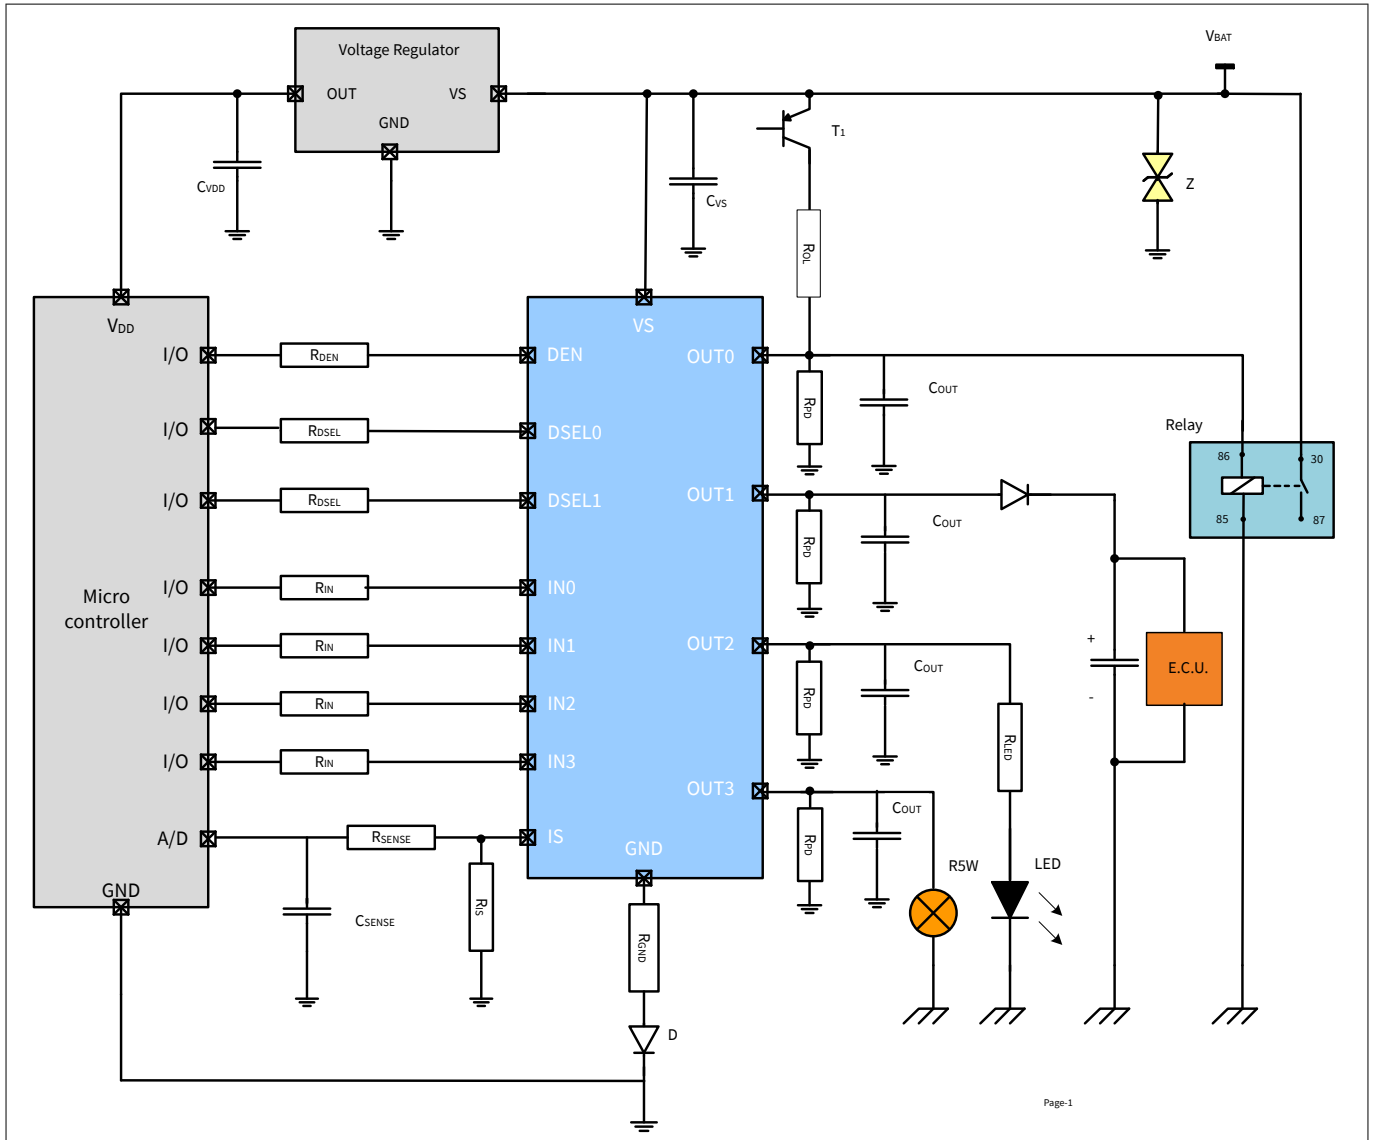 Voltage Regulator
OUT
VS
GND
VBAT
T1
CVDD
CVS
Z
ROL
VDD
VS
I/O
RDEN
DEN
OUT0
RPD
COUT
Relay
I/O
RDSEL
DSEL0
86
30
I/O
RDSEL
DSEL1
OUT1
RPD
COUT
85
87
Micro
controller
I/O
RIN
IN0
I/O
RIN
IN1
OUT2
RPD
COUT
+
-
E.C.U.
I/O
RIN
IN2
RLED
I/O
RIN
IN3
OUT3
RPD
COUT
A/D
RSENSE
IS
GND
R5W
LED
GND
CSENSE
RIS
RGND
D
Page-1